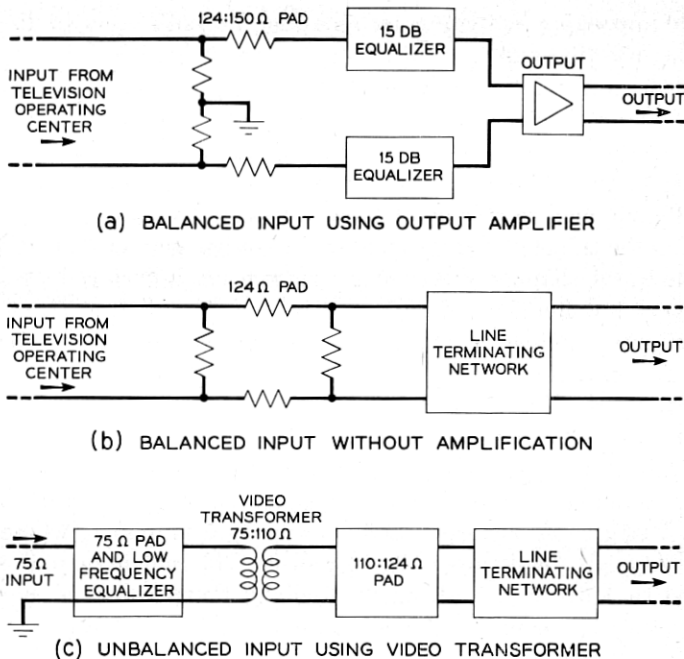 124:150 Ω PAD
15 DB
EQUALIZER
OUTPUT
INPUT FROM
TELEVISION
OPERATING
CENTER
OUTPUT
15 DB
EQUALIZER
(a) BALANCED INPUT USING OUTPUT AMPLIFIER
124 Ω PAD
INPUT FROM
TELEVISION
OPERATING
CENTER
LINE
TERMINATING
NETWORK
OUTPUT
(b) BALANCED INPUT WITHOUT AMPLIFICATION
VIDEO
TRANSFORMER
75:110 Ω
75 Ω
INPUT
75 Ω PAD
AND LOW
FREQUENCY
EQUALIZER
110:124 Ω
PAD
LINE
TERMINATING
NETWORK
OUTPUT
(c) UNBALANCED INPUT USING VIDEO TRANSFORMER